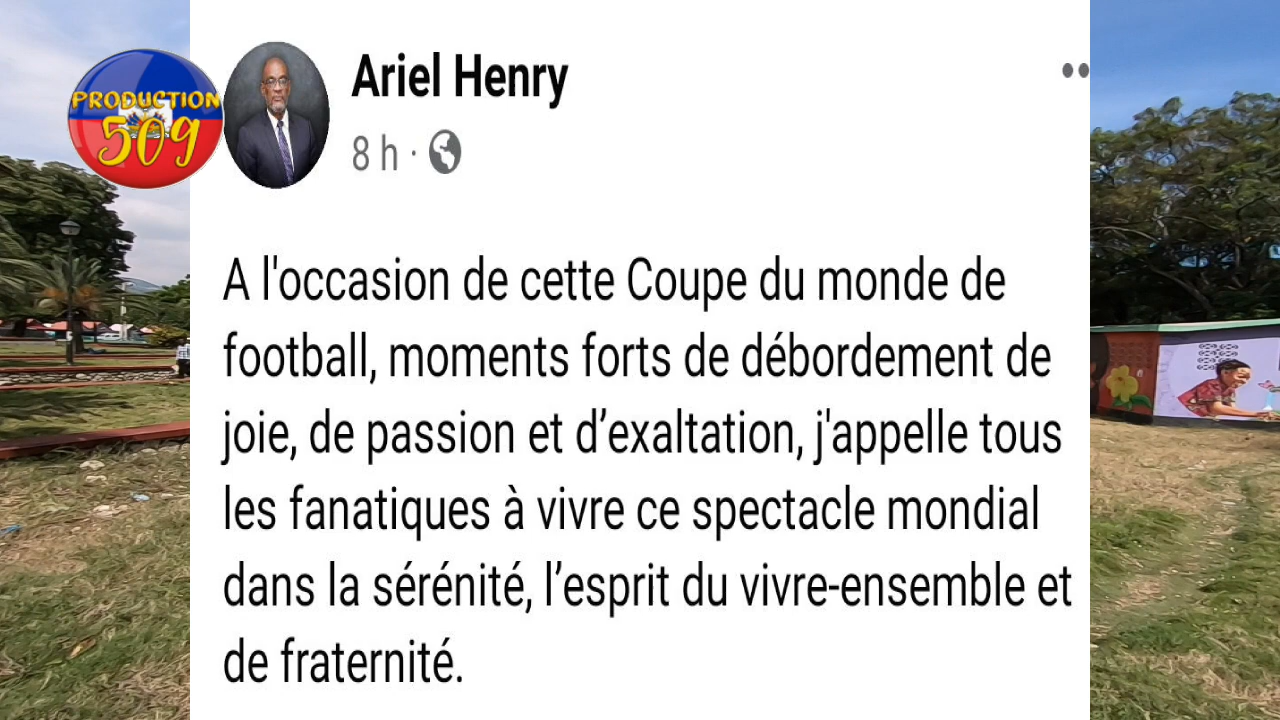 PRODUCTION
509
Ariel Henry
8 h ·
A l'occasion de cette Coupe du monde de
football, moments forts de débordement de
joie, de passion et d’exaltation, j'appelle tous
les fanatiques à vivre ce spectacle mondial
dans la sérénité, l’esprit du vivre-ensemble et
de fraternité.